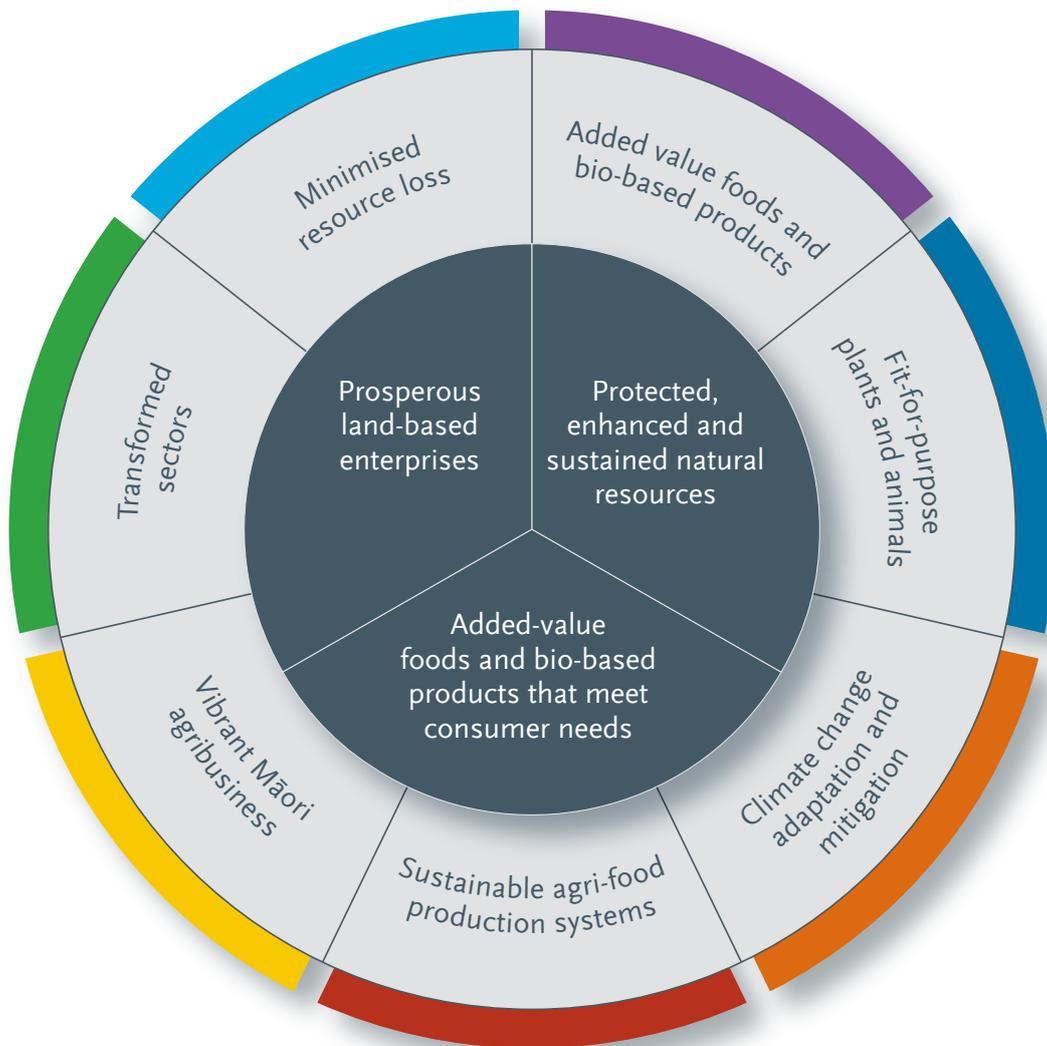 Added value foods and
bio-based products
Fit-for-purpose
plants and animals
Climate change
adaptation and
mitigation
Sustainable agri-food
production systems
Vibrant Māori
agribusiness
Transformed
sectors
Minimised
resource loss
Prosperous
land-based
enterprises
Protected,
enhanced and
sustained natural
resources
Added-value
foods and bio-based
products that meet
consumer needs